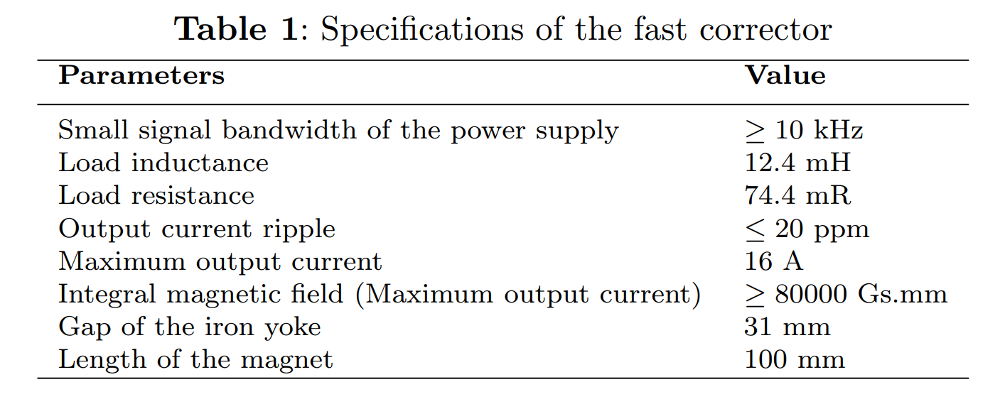 Table 1: Specifications of the fast corrector
Parameters Value
Small signal bandwidth of the power supply ≥ 10 kHz
Load inductance 12.4 mH
Load resistance 74.4 mR
Output current ripple ≤ 20 ppm
Maximum output current 16 A
Integral magnetic field (Maximum output current) ≥ 80000 Gs.mm
Gap of the iron yoke 31 mm
Length of the magnet 100 mm